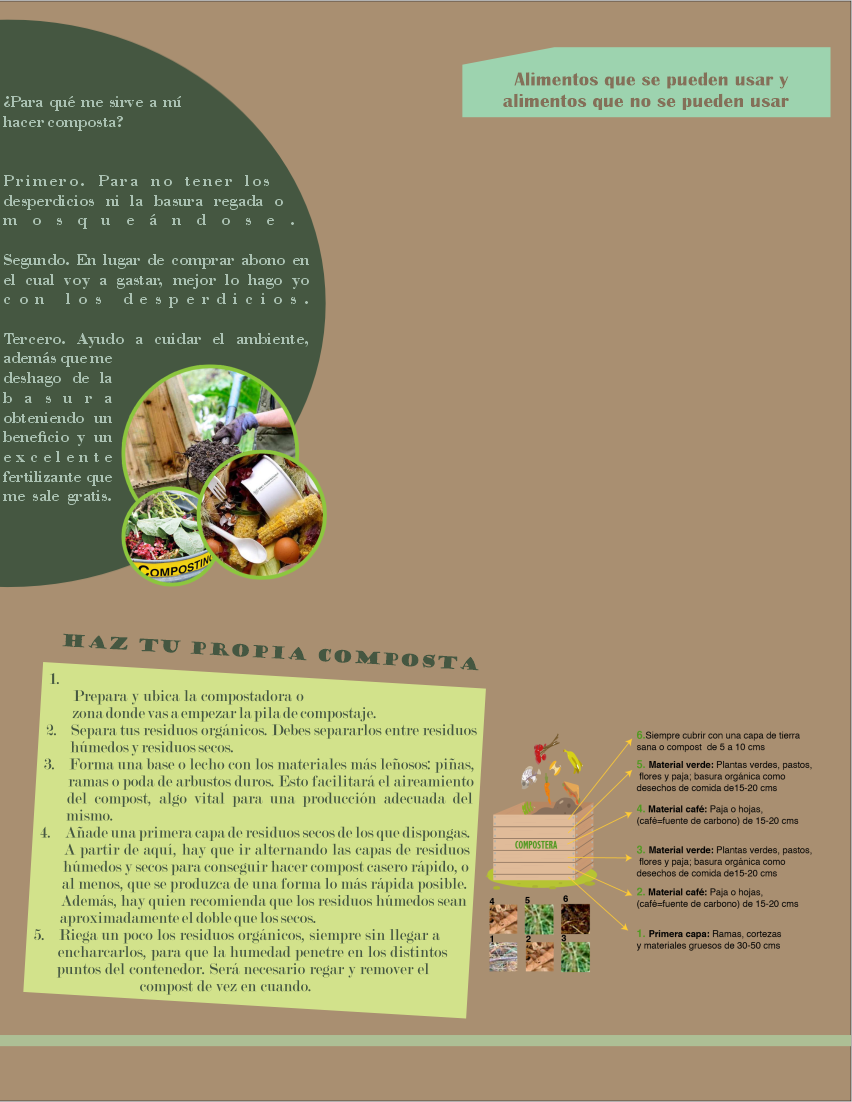 ¿Para qué me sirve a mí
hacer composta?
Primero. Para no tener los
desperdicios ni la basura regada o
mosqueándose.
Segundo. En lugar de comprar abono en
el cual voy a gastar, mejor lo hago yo
con los desperdicios.
Tercero. Ayudo a cuidar el ambiente,
además que me
deshago de la
basura
obteniendo un
beneficio y un
excelente
fertilizante que
me sale gratis.
COMPOSTING
Alimentos que se pueden usar y
alimentos que no se pueden usar
HAZ TU PROPIA COMPOSTA
1.
Prepara y ubica la compostadora o
zona donde vas a empezar la pila de compostaje.
2. Separa tus residuos orgánicos. Debes separarlos entre residuos
húmedos y residuos secos.
3. Forma una base o lecho con los materiales más leñosos: piñas,
ramas o poda de arbustos duros. Esto facilitará el aireamiento
del compost, algo vital para una producción adecuada del
mismo.
4. Añade una primera capa de residuos secos de los que dispongas.
A partir de aqui, hay que ir alternando las capas de residuos
húmedos y secos para conseguir hacer compost casero rápido, o
al menos, que se produzca de una forma lo más rápida posible.
Además, hay quien recomienda que los residuos húmedos sean
aproximadamente el doble que los secos.
5. Riega un poco los residuos orgánicos, siempre sin llegar a
encharcarlos, para que la humedad penetre en los distintos
puntos del contenedor. Será necesario regar y remover el
compost de vez en cuando.
COMPOSTERA
4 5 6
1 2 3
6.Siempre cubrir con una capa de tierra
sana o compost de 5 a 10 cms
5. Material verde: Plantas verdes, pastos,
flores y paja; basura orgánica como
desechos de comida de15-20 cms
4. Material café: Paja o hojas,
(café=fuente de carbono) de 15-20 cms
3. Material verde: Plantas verdes, pastos,
flores y paja; basura orgánica como
desechos de comida de15-20 cms
2. Material café: Paja o hojas,
(café=fuente de carbono) de 15-20 cms
1. Primera capa: Ramas, cortezas
y materiales gruesos de 30-50 cms